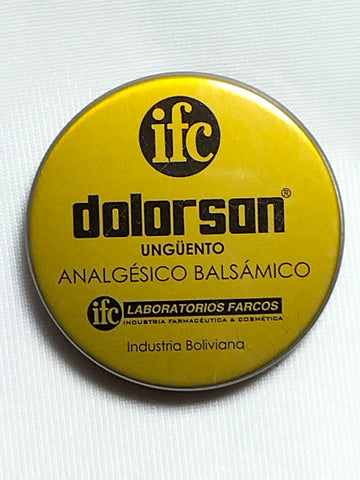 ifc
dolorsan®
UNGÜENTO
ANALGÉSICO BALSÁMICO
ifc LABORATORIOS FARCOS
INDUSTRIA FARMACÉUTICA & COSMÉTICA
Industria Boliviana